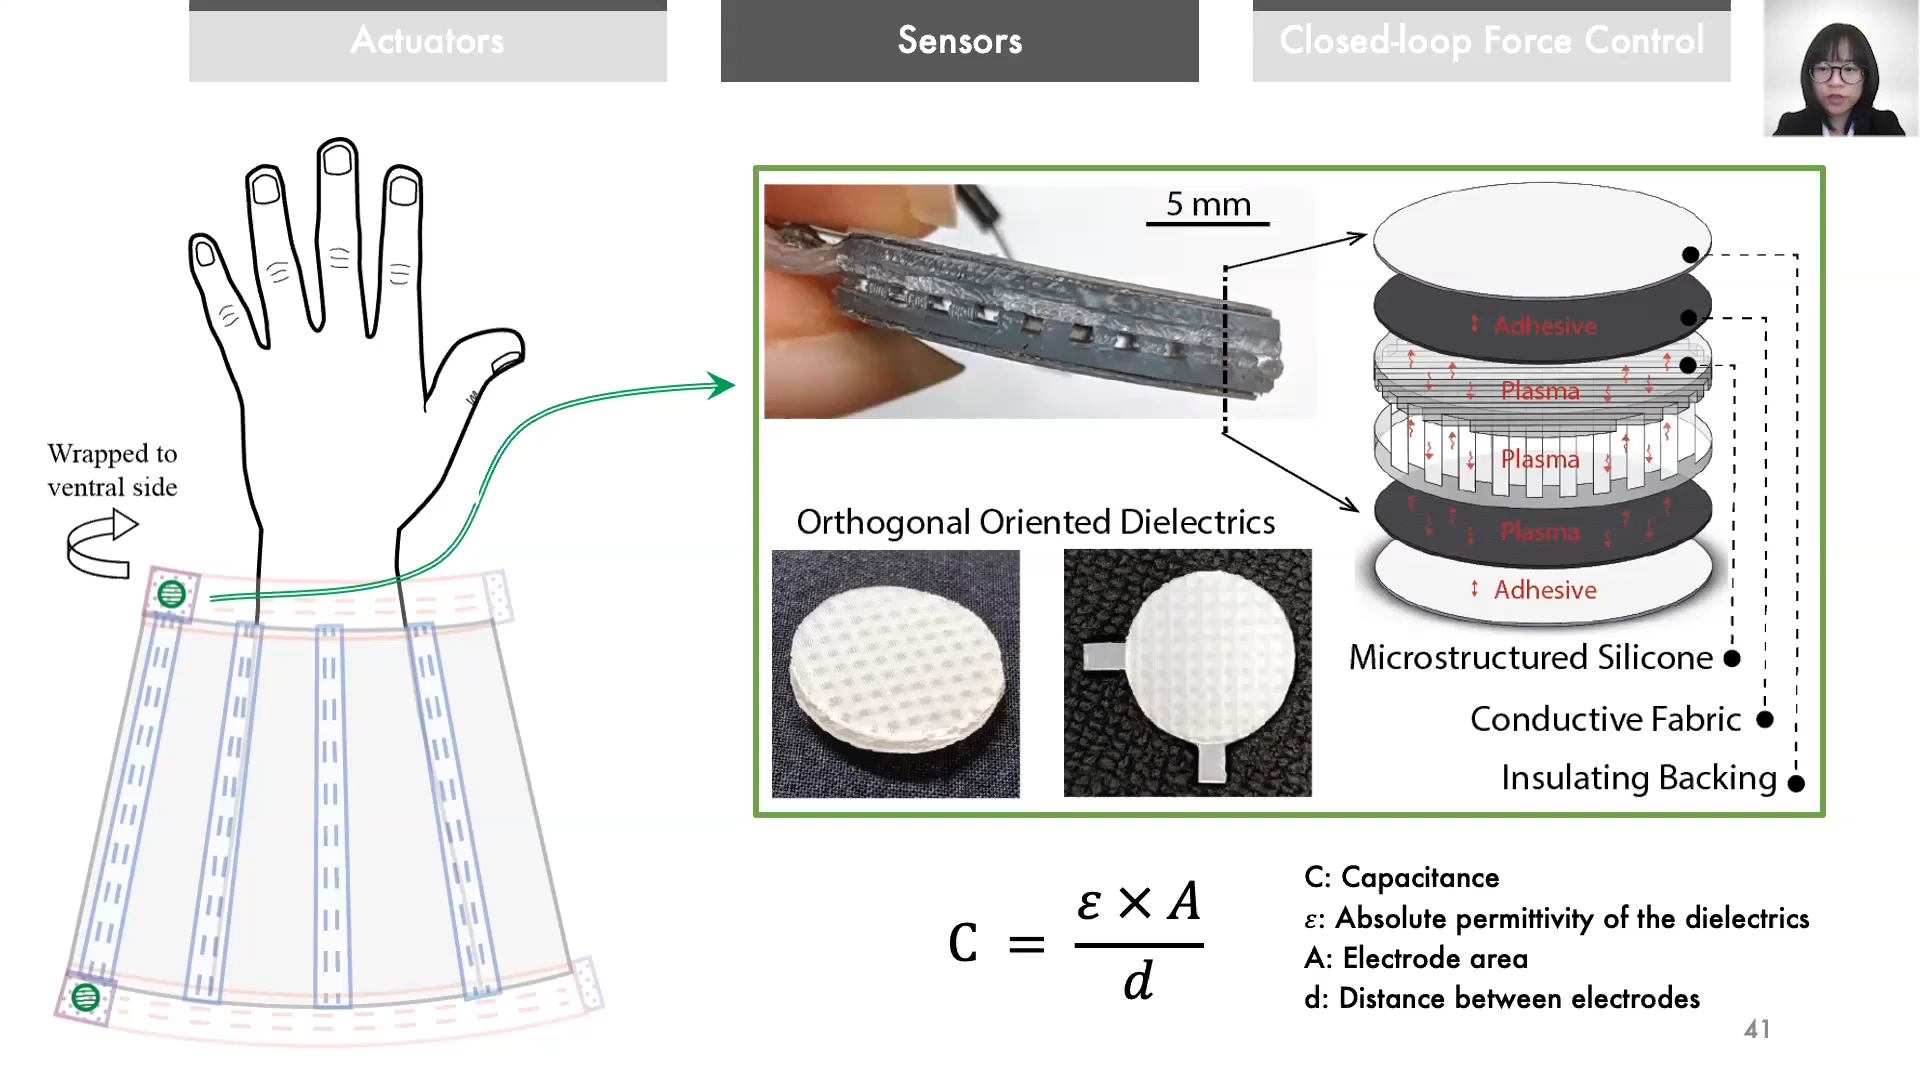 Actuators
Sensors
Closed-loop Force Control
Wrapped to
ventral side
5 mm
Adhesive
Plasma
Plasma
Plasma
Adhesive
Orthogonal Oriented Dielectrics
Microstructured Silicone
Conductive Fabric
Insulating Backing
C = ε × A / d
C: Capacitance
ε: Absolute permittivity of the dielectrics
A: Electrode area
d: Distance between electrodes
41